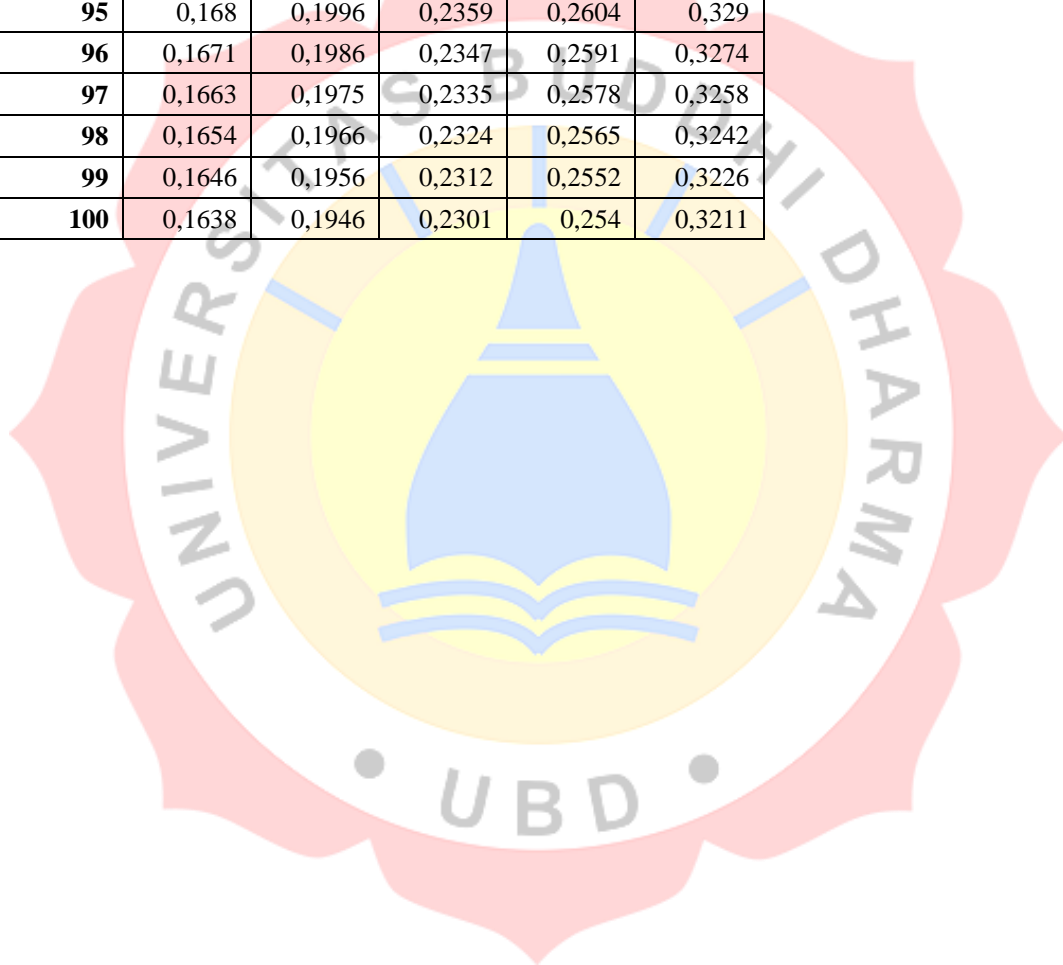 95 0,168 0,1996 0,2359 0,2604 0,329
96 0,1671 0,1986 0,2347 0,2591 0,3274
97 0,1663 0,1975 0,2335 0,2578 0,3258
98 0,1654 0,1966 0,2324 0,2565 0,3242
99 0,1646 0,1956 0,2312 0,2552 0,3226
100 0,1638 0,1946 0,2301 0,254 0,3211
UNIVERSITAS BUDDHI DHARMA
• UBD •